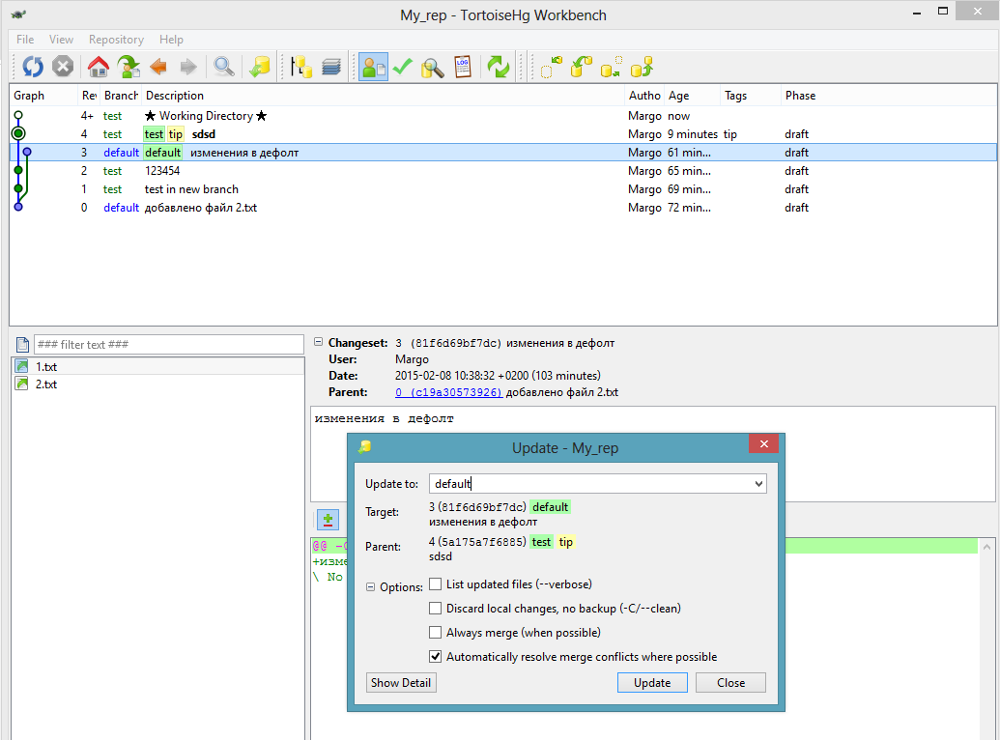 My_rep - TortoiseHg Workbench
File View Repository Help
LOG
Graph Rev Branch Description Autho Age Tags Phase
4+ test ★ Working Directory ★ Margo now
4 test test tip sdsd Margo 9 minutes tip draft
3 default default изменения в дефолт Margo 61 min... draft
2 test 123454 Margo 65 min... draft
1 test test in new branch Margo 69 min... draft
0 default добавлено файл 2.txt Margo 72 min... draft
### filter text ###
1.txt
2.txt
Changeset: 3 (81f6d69bf7dc) изменения в дефолт
User: Margo
Date: 2015-02-08 10:38:32 +0200 (103 minutes)
Parent: 0 (c19a30573926) добавлено файл 2.txt
изменения в дефолт
Update - My_rep
Update to: default
Target: 3 (81f6d69bf7dc) default
изменения в дефолт
Parent: 4 (5a175a7f6885) test tip
sdsd
Options: List updated files (--verbose)
Discard local changes, no backup (-C/--clean)
Always merge (when possible)
Automatically resolve merge conflicts where possible
Show Detail Update Close
@@ -0
+изме
\ No